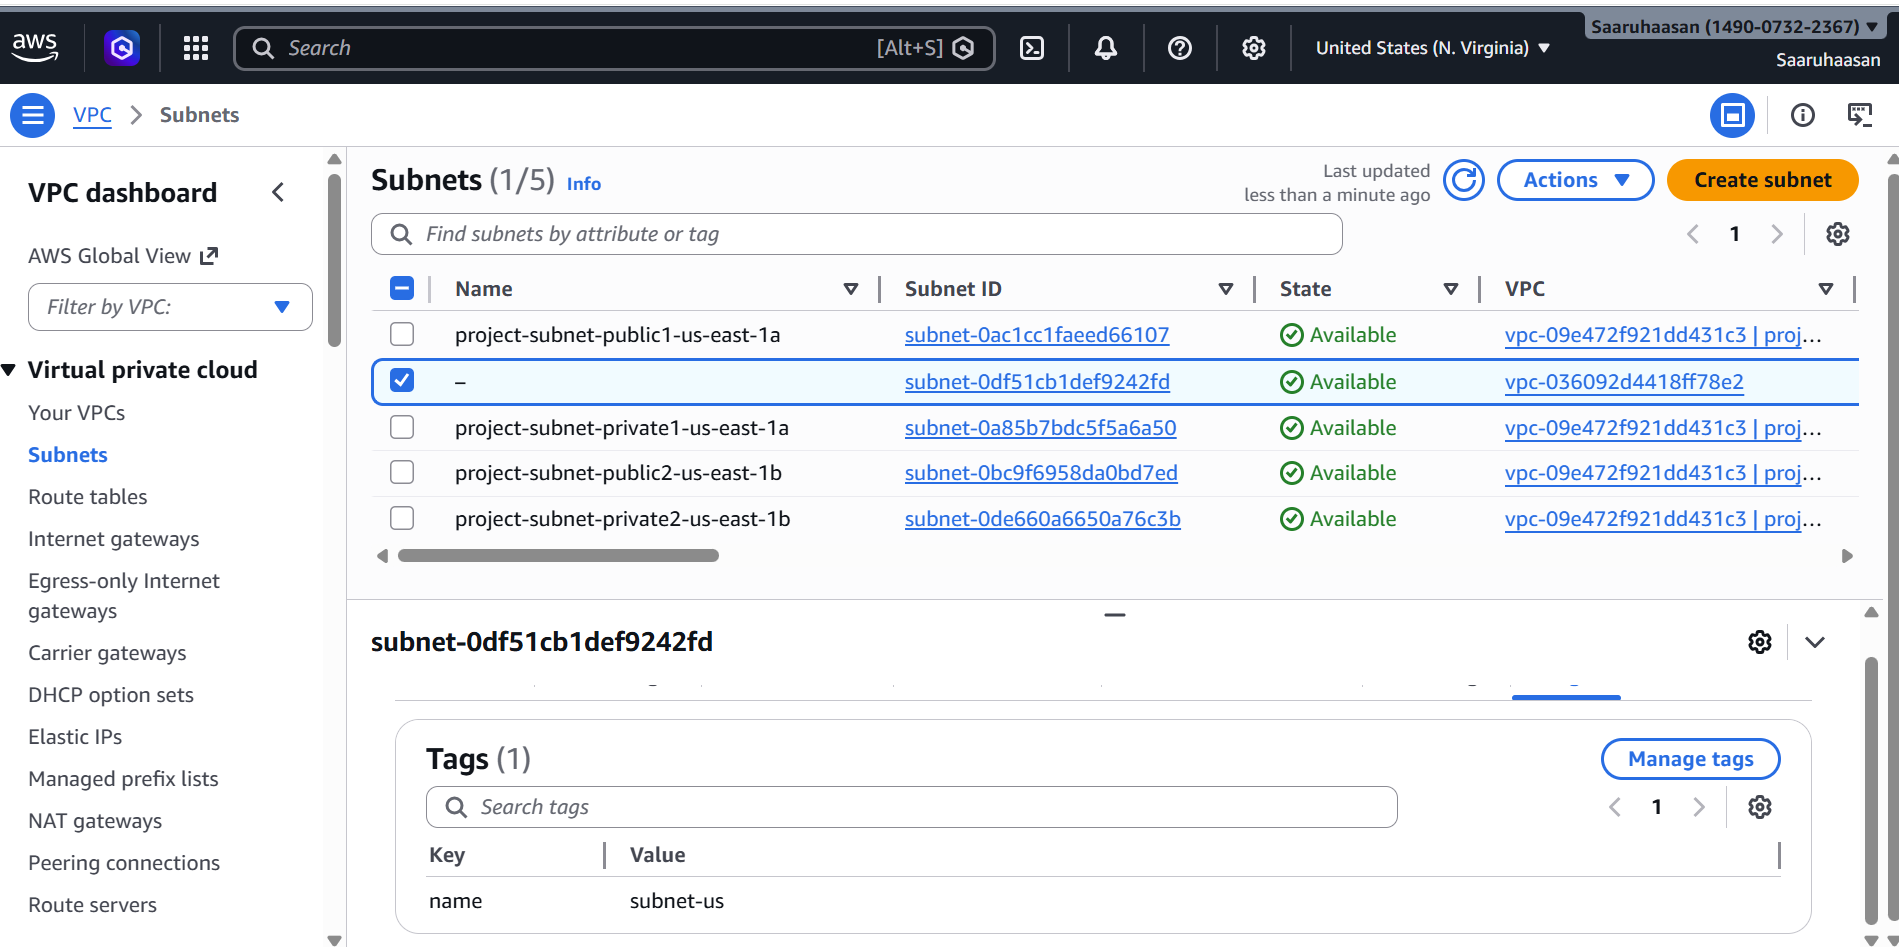 aws
Search
[Alt+S]
United States (N. Virginia)
Saaruhaasan (1490-0732-2367)
Saaruhaasan
VPC
Subnets
VPC dashboard
AWS Global View
Filter by VPC:
Virtual private cloud
Your VPCs
Subnets
Route tables
Internet gateways
Egress-only Internet
gateways
Carrier gateways
DHCP option sets
Elastic IPs
Managed prefix lists
NAT gateways
Peering connections
Route servers
Subnets (1/5) Info
Last updated
less than a minute ago
Actions
Create subnet
Find subnets by attribute or tag
1
Name Subnet ID State VPC
project-subnet-public1-us-east-1a subnet-0ac1cc1faeed66107 Available vpc-09e472f921dd431c3 | proj...
– subnet-0df51cb1def9242fd Available vpc-036092d4418ff78e2
project-subnet-private1-us-east-1a subnet-0a85b7bdc5f5a6a50 Available vpc-09e472f921dd431c3 | proj...
project-subnet-public2-us-east-1b subnet-0bc9f6958da0bd7ed Available vpc-09e472f921dd431c3 | proj...
project-subnet-private2-us-east-1b subnet-0de660a6650a76c3b Available vpc-09e472f921dd431c3 | proj...
subnet-0df51cb1def9242fd
Tags (1)
Manage tags
Search tags
1
Key Value
name subnet-us